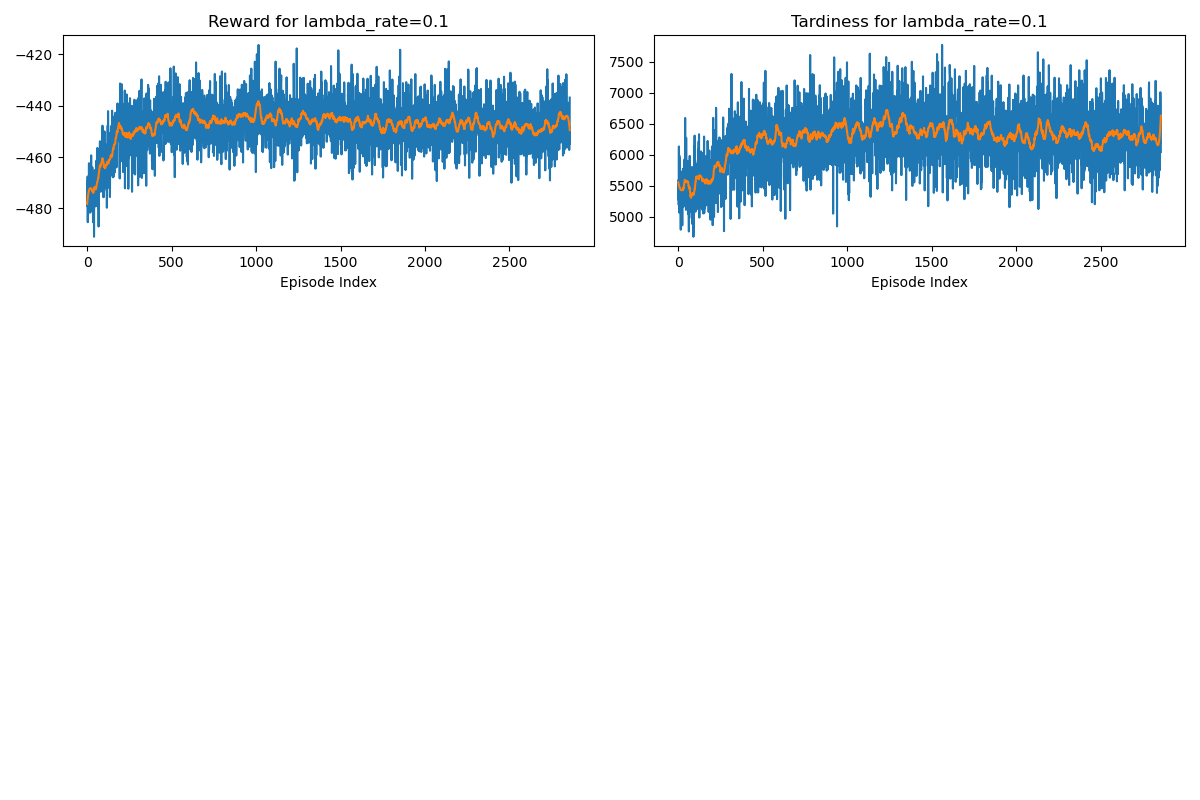 Reward for lambda_rate=0.1
−420
−440
−460
−480
0 500 1000 1500 2000 2500
Episode Index
Tardiness for lambda_rate=0.1
7500
7000
6500
6000
5500
5000
0 500 1000 1500 2000 2500
Episode Index